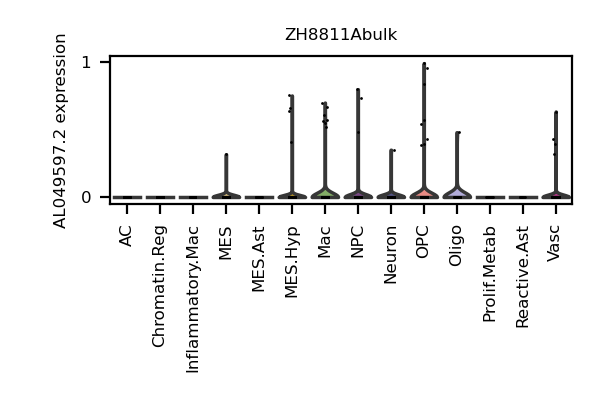 ZH8811Abulk
AL049597.2 expression
1
0
AC
Chromatin.Reg
Inflammatory.Mac
MES
MES.Ast
MES.Hyp
Mac
NPC
Neuron
OPC
Oligo
Prolif.Metab
Reactive.Ast
Vasc